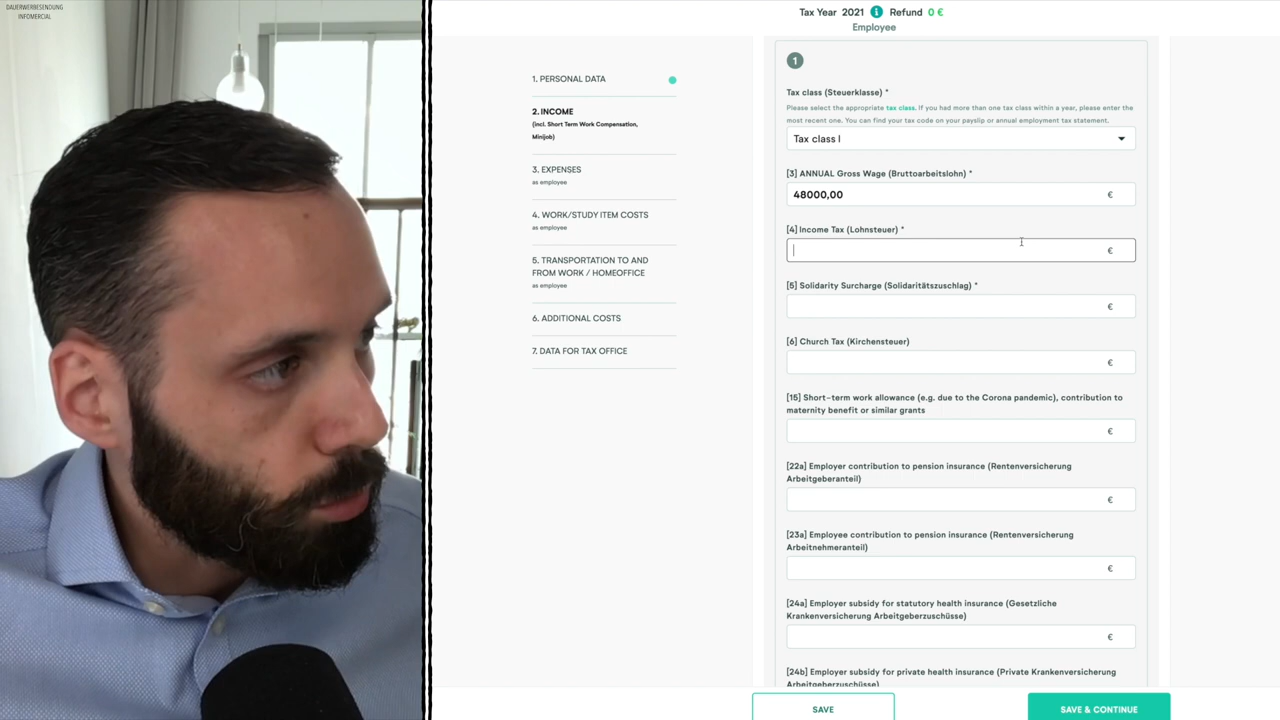 DAUERWERBESENDUNG
INFOMERCIAL
Tax Year 2021 i Refund 0 €
Employee
1. PERSONAL DATA
2. INCOME
(incl. Short Term Work Compensation,
Minijob)
3. EXPENSES
as employee
4. WORK/STUDY ITEM COSTS
as employee
5. TRANSPORTATION TO AND
FROM WORK / HOMEOFFICE
as employee
6. ADDITIONAL COSTS
7. DATA FOR TAX OFFICE
1
Tax class (Steuerklasse) *
Please select the appropriate tax class. If you had more than one tax class within a year, please enter the
most recent one. You can find your tax code on your payslip or annual employment tax statement.
Tax class I
[3] ANNUAL Gross Wage (Bruttoarbeitslohn) *
48000,00 €
[4] Income Tax (Lohnsteuer) *
€
[5] Solidarity Surcharge (Solidaritätszuschlag) *
€
[6] Church Tax (Kirchensteuer)
€
[15] Short-term work allowance (e.g. due to the Corona pandemic), contribution to
maternity benefit or similar grants
€
[22a] Employer contribution to pension insurance (Rentenversicherung
Arbeitgeberanteil)
€
[23a] Employee contribution to pension insurance (Rentenversicherung
Arbeitnehmeranteil)
€
[24a] Employer subsidy for statutory health insurance (Gesetzliche
Krankenversicherung Arbeitgeberzuschüsse)
€
[24b] Employer subsidy for private health insurance (Private Krankenversicherung
Arbeitgeberzuschüsse)
SAVE
SAVE & CONTINUE